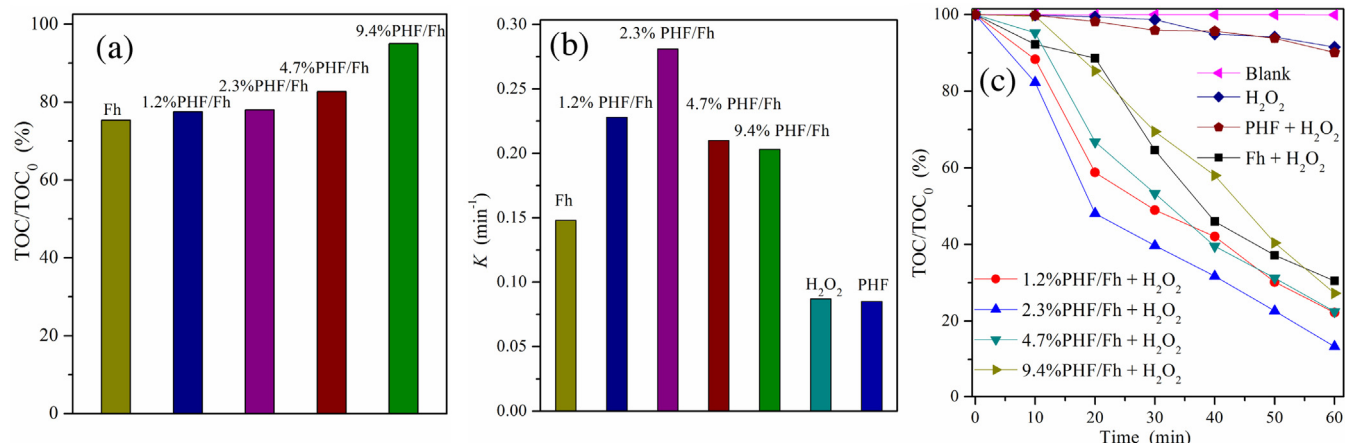 (a)
TOC/TOC₀ (%)
100
80
60
40
20
0
Fh
1.2%PHF/Fh
2.3%PHF/Fh
4.7%PHF/Fh
9.4%PHF/Fh
(b)
K (min⁻¹)
0.30
0.25
0.20
0.15
0.10
0.05
0.00
Fh
1.2% PHF/Fh
2.3% PHF/Fh
4.7% PHF/Fh
9.4% PHF/Fh
H₂O₂
PHF
(c)
TOC/TOC₀ (%)
100
80
60
40
20
0
Blank
H₂O₂
PHF + H₂O₂
Fh + H₂O₂
1.2%PHF/Fh + H₂O₂
2.3%PHF/Fh + H₂O₂
4.7%PHF/Fh + H₂O₂
9.4%PHF/Fh + H₂O₂
0 10 20 30 40 50 60
Time (min)